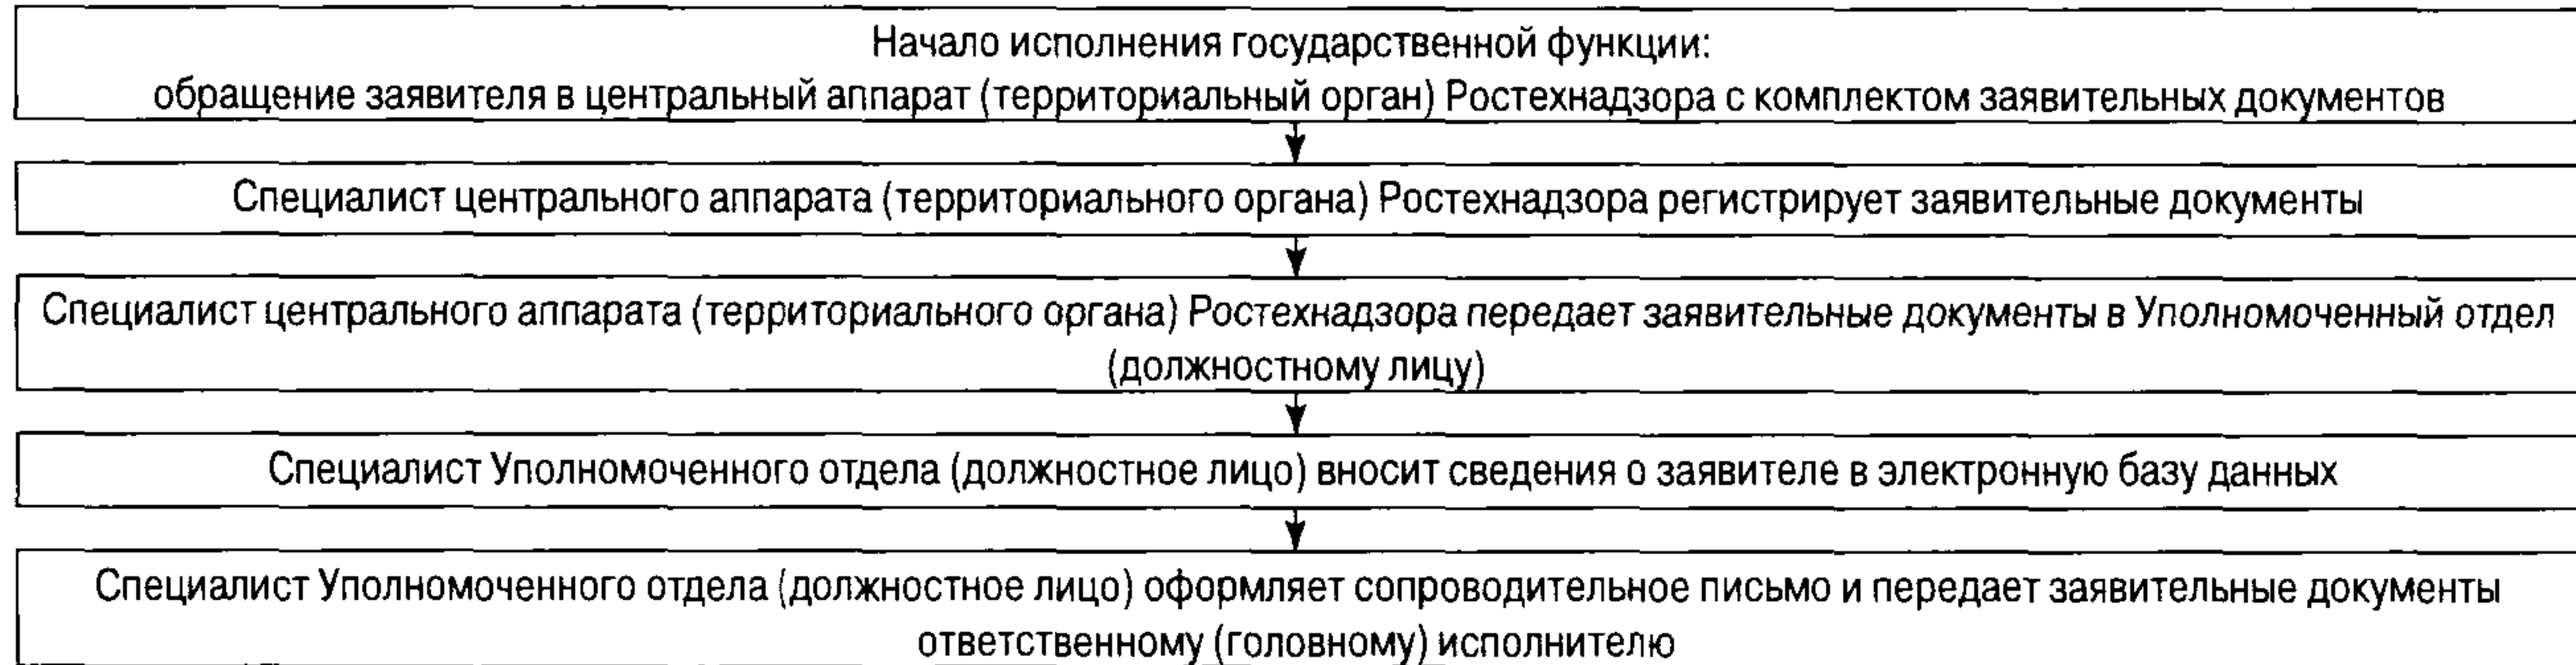 Начало исполнения государственной функции:
обращение заявителя в центральный аппарат (территориальный орган) Ростехнадзора с комплектом заявительных документов
Специалист центрального аппарата (территориального органа) Ростехнадзора регистрирует заявительные документы
Специалист центрального аппарата (территориального органа) Ростехнадзора передает заявительные документы в Уполномоченный отдел
(должностному лицу)
Специалист Уполномоченного отдела (должностное лицо) вносит сведения о заявителе в электронную базу данных
Специалист Уполномоченного отдела (должностное лицо) оформляет сопроводительное письмо и передает заявительные документы
ответственному (головному) исполнителю